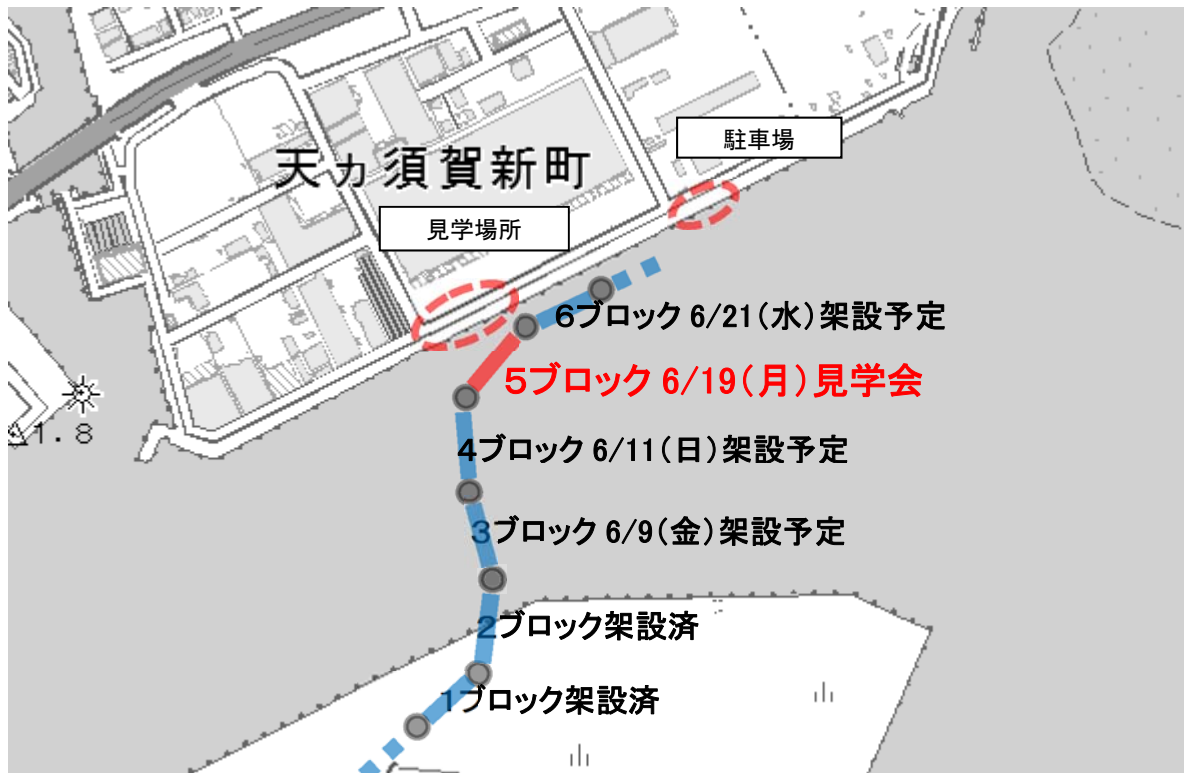 駐車場
天ヵ須賀新町
見学場所
6ブロック 6/21(水)架設予定
5ブロック 6/19(月)見学会
1.8
4ブロック 6/11(日)架設予定
3ブロック 6/9(金)架設予定
2ブロック架設済
1ブロック架設済